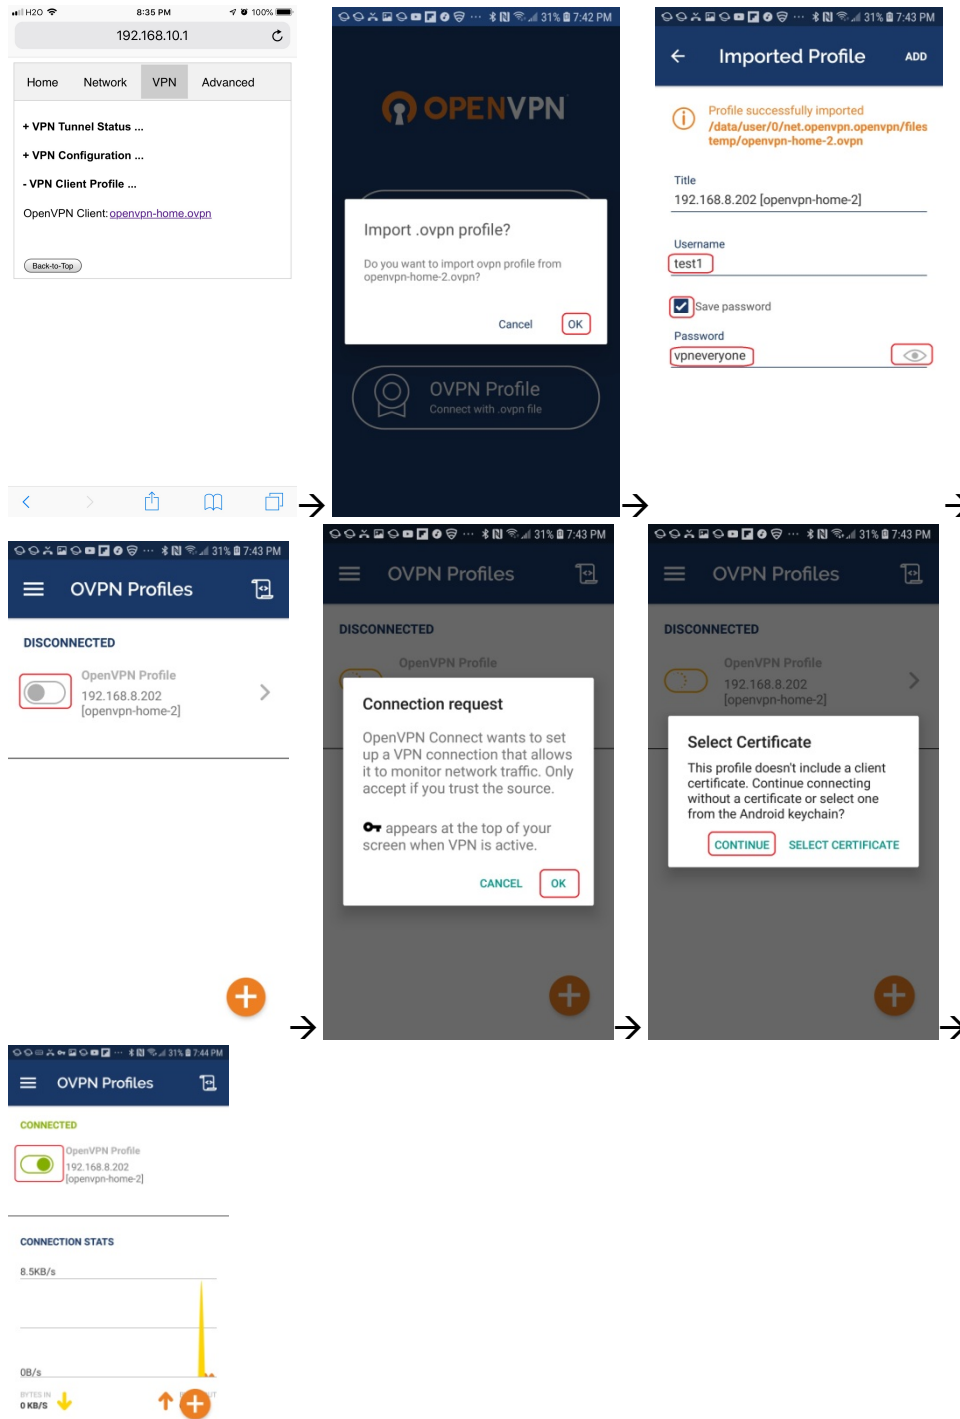 H2O 8:35 PM 100%
192.168.10.1
Home Network VPN Advanced
+ VPN Tunnel Status ...
+ VPN Configuration ...
- VPN Client Profile ...
OpenVPN Client: openvpn-home.ovpn
Back-to-Top
→
31% 7:42 PM
OPENVPN
Import .ovpn profile?
Do you want to import ovpn profile from
openvpn-home-2.ovpn?
Cancel OK
OVPN Profile
Connect with .ovpn file
→
31% 7:43 PM
Imported Profile ADD
Profile successfully imported
/data/user/0/net.openvpn.openvpn/files
temp/openvpn-home-2.ovpn
Title
192.168.8.202 [openvpn-home-2]
Username
test1
Save password
Password
vpneveryone
→
31% 7:43 PM
OVPN Profiles
DISCONNECTED
OpenVPN Profile
192.168.8.202
[openvpn-home-2]
→
31% 7:43 PM
OVPN Profiles
DISCONNECTED
OpenVPN Profile
Connection request
OpenVPN Connect wants to set
up a VPN connection that allows
it to monitor network traffic. Only
accept if you trust the source.
appears at the top of your
screen when VPN is active.
CANCEL OK
→
31% 7:43 PM
OVPN Profiles
DISCONNECTED
OpenVPN Profile
192.168.8.202
[openvpn-home-2]
Select Certificate
This profile doesn't include a client
certificate. Continue connecting
without a certificate or select one
from the Android keychain?
CONTINUE SELECT CERTIFICATE
→
31% 7:44 PM
OVPN Profiles
CONNECTED
OpenVPN Profile
192.168.8.202
[openvpn-home-2]
CONNECTION STATS
8.5KB/s
0B/s
BYTES IN
0 KB/S